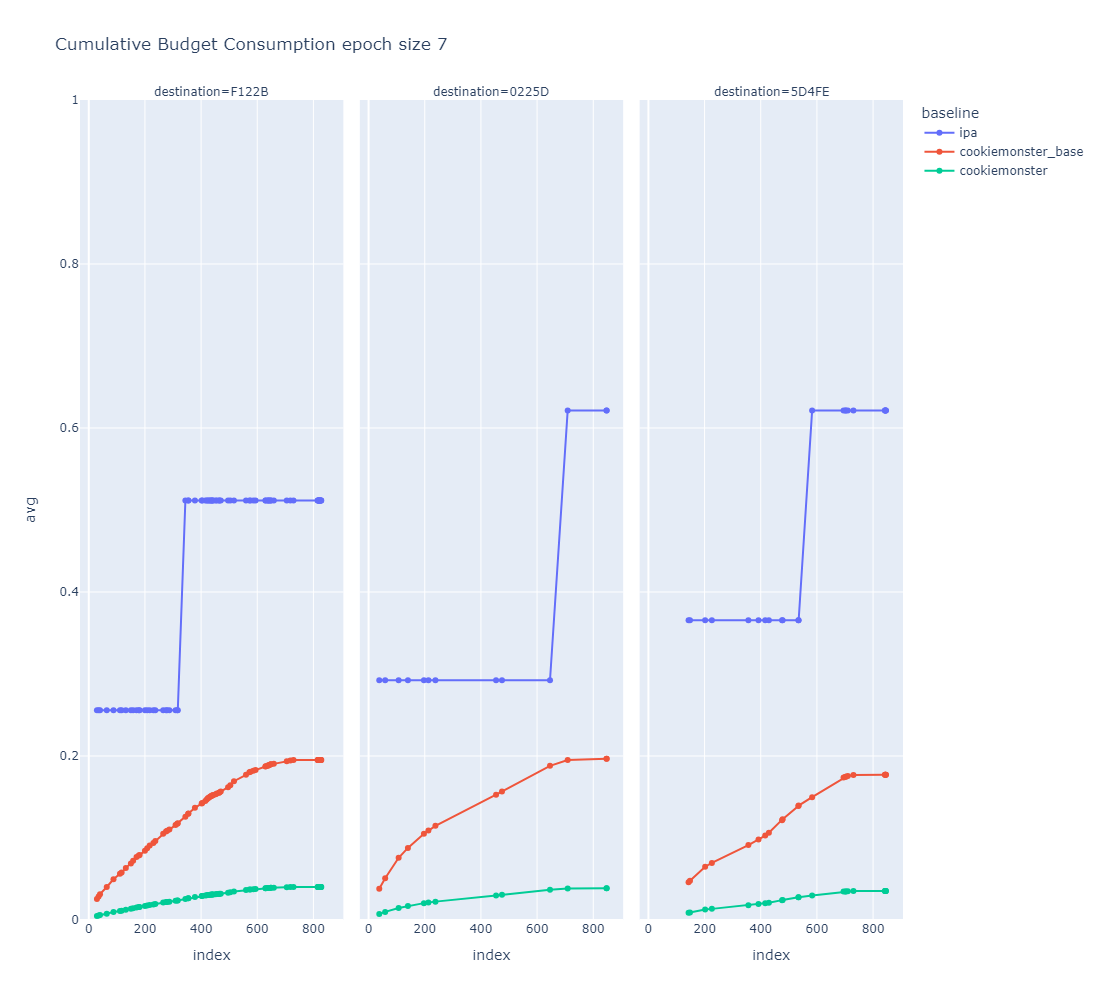 Cumulative Budget Consumption epoch size 7
destination=F122B
destination=0225D
destination=5D4FE
baseline
ipa
cookiemonster_base
cookiemonster
avg
1
0.8
0.6
0.4
0.2
0
0 200 400 600 800
0 200 400 600 800
0 200 400 600 800
index
index
index